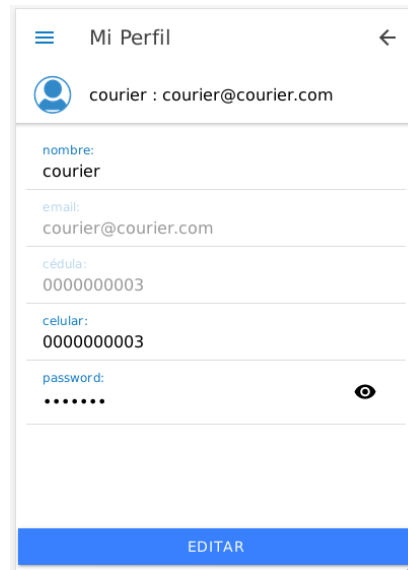 Mi Perfil
courier : courier@courier.com
nombre:
courier
email:
courier@courier.com
cédula:
0000000003
celular:
0000000003
password:
•••••••
EDITAR